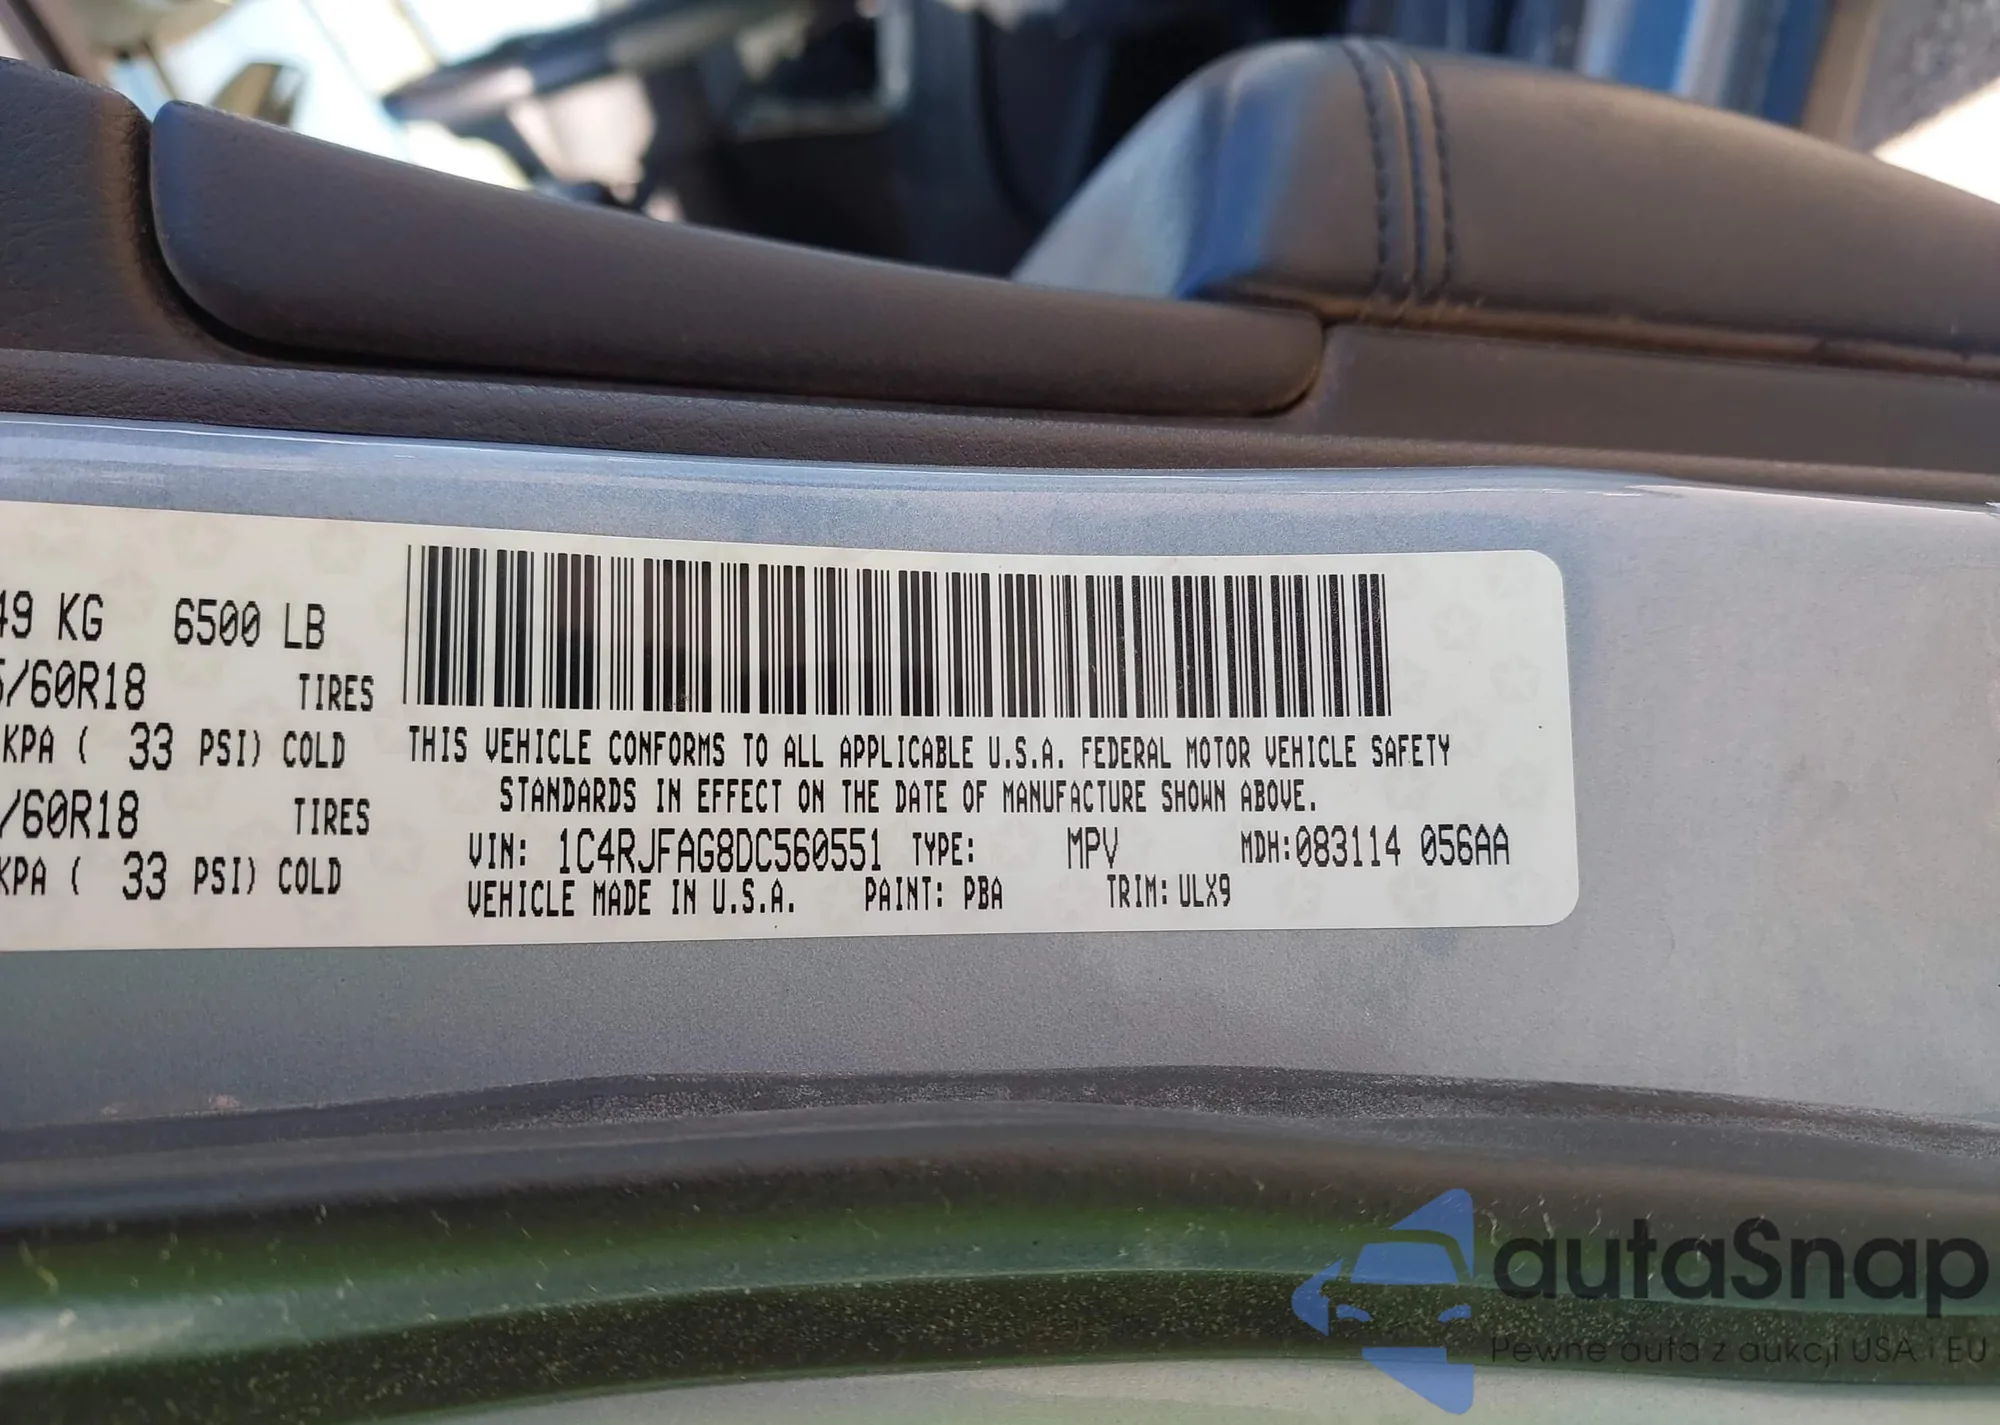 49 KG 6500 LB
5/60R18 TIRES
KPA ( 33 PSI) COLD
/60R18 TIRES
KPA ( 33 PSI) COLD
THIS VEHICLE CONFORMS TO ALL APPLICABLE U.S.A. FEDERAL MOTOR VEHICLE SAFETY
STANDARDS IN EFFECT ON THE DATE OF MANUFACTURE SHOWN ABOVE.
VIN: 1C4RJFAG8DC560551 TYPE: MPV MDH:083114 056AA
VEHICLE MADE IN U.S.A. PAINT: PBA TRIM: ULX9
autaSnap
Pewne auta z aukcji USA i EU